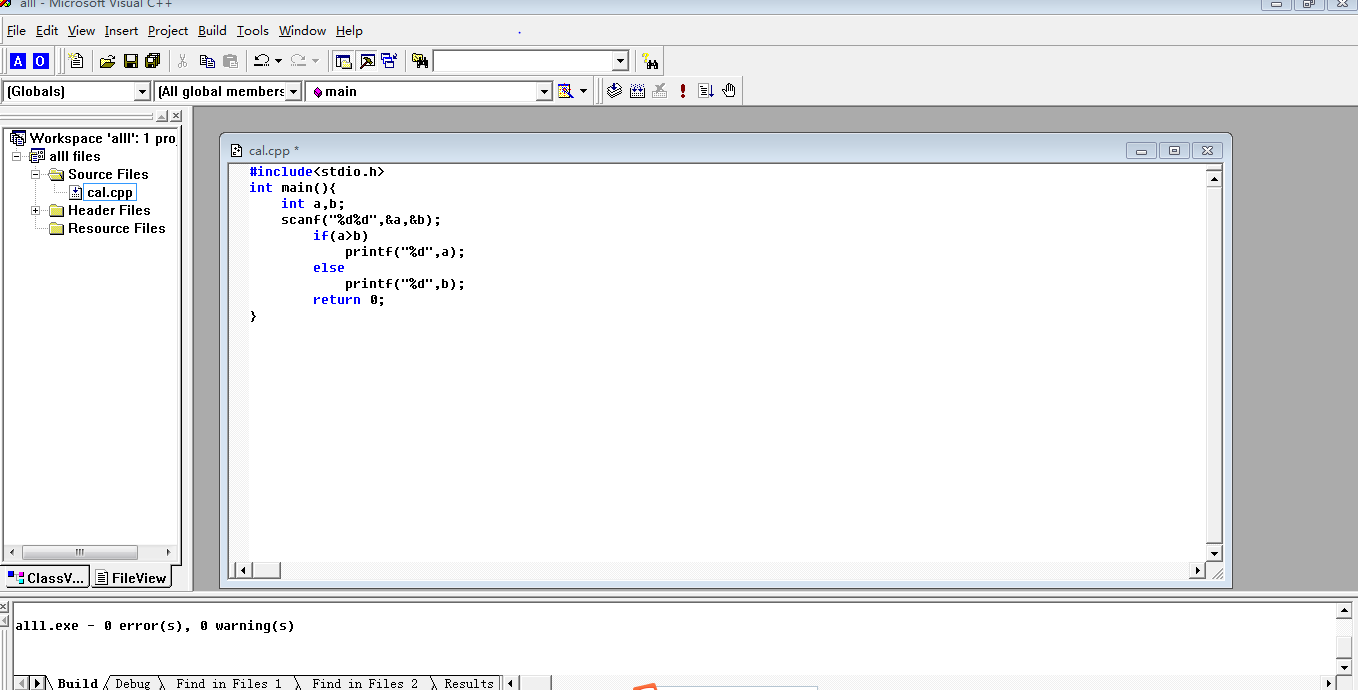 alll - Microsoft Visual C++
File Edit View Insert Project Build Tools Window Help
A O
(Globals) (All global members main
Workspace 'alll': 1 pro
alll files
Source Files
cal.cpp
Header Files
Resource Files
ClassV... FileView
cal.cpp *
#include<stdio.h>
int main(){
int a,b;
scanf("%d%d",&a,&b);
if(a>b)
printf("%d",a);
else
printf("%d",b);
return 0;
}
alll.exe - 0 error(s), 0 warning(s)
Build Debug Find in Files 1 Find in Files 2 Results